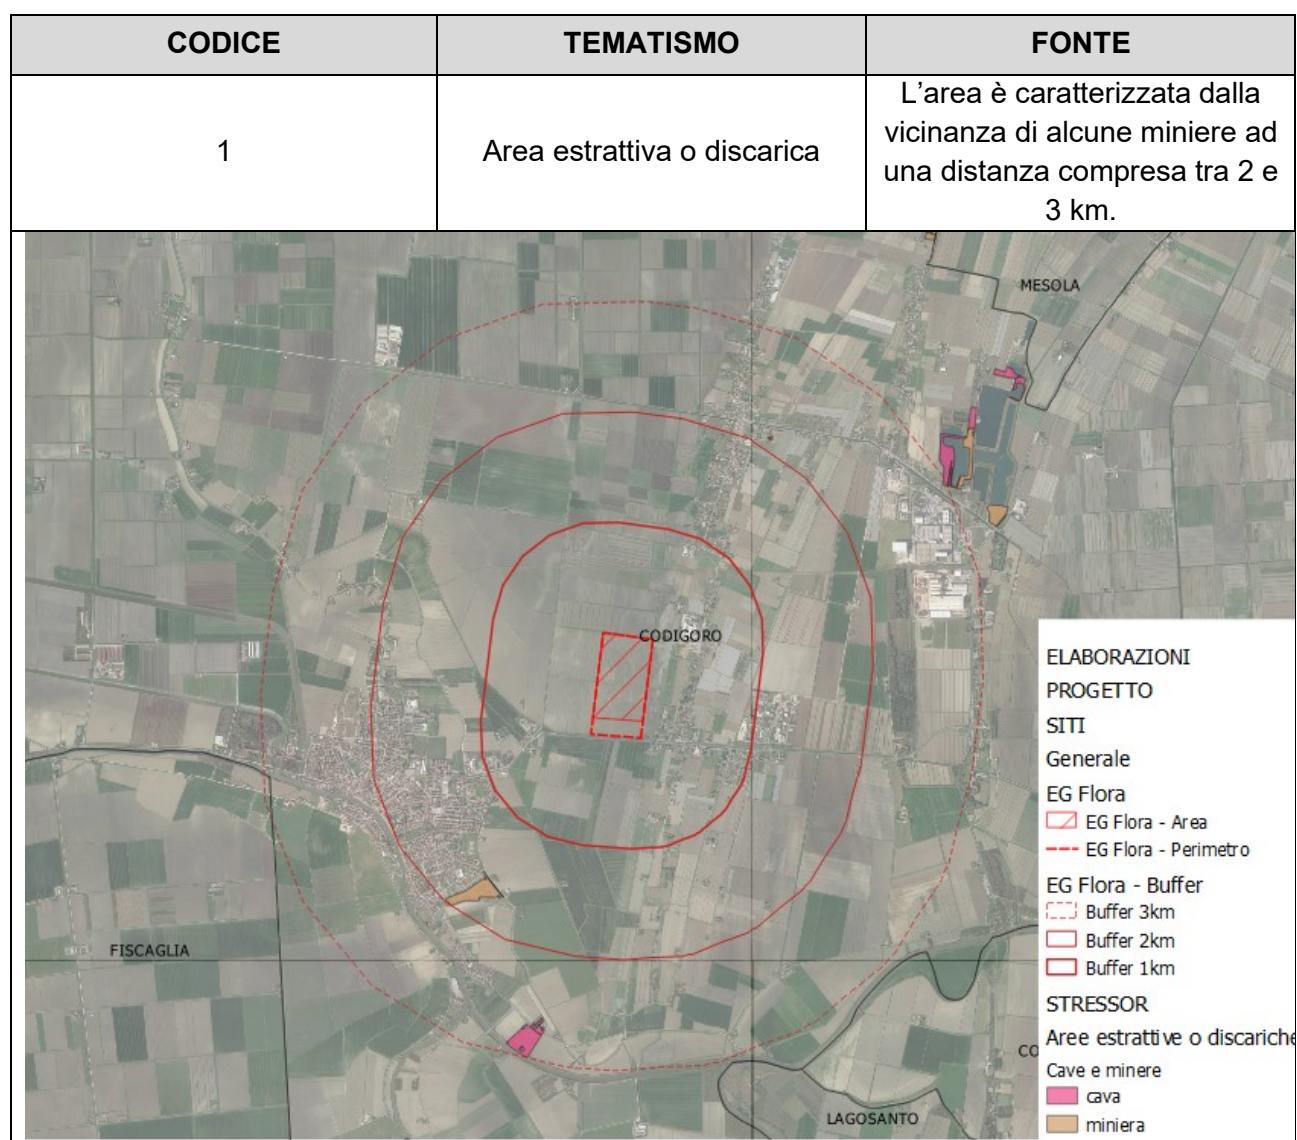 CODICE
TEMATISMO
FONTE
1
Area estrattiva o discarica
L’area è caratterizzata dalla
vicinanza di alcune miniere ad
una distanza compresa tra 2 e
3 km.
MESOLA
CODIGORO
FISCAGLIA
LAGOSANTO
CO
ELABORAZIONI
PROGETTO
SITI
Generale
EG Flora
EG Flora - Area
EG Flora - Perimetro
EG Flora - Buffer
Buffer 3km
Buffer 2km
Buffer 1km
STRESSOR
Aree estrattive o discariche
Cave e minere
cava
miniera